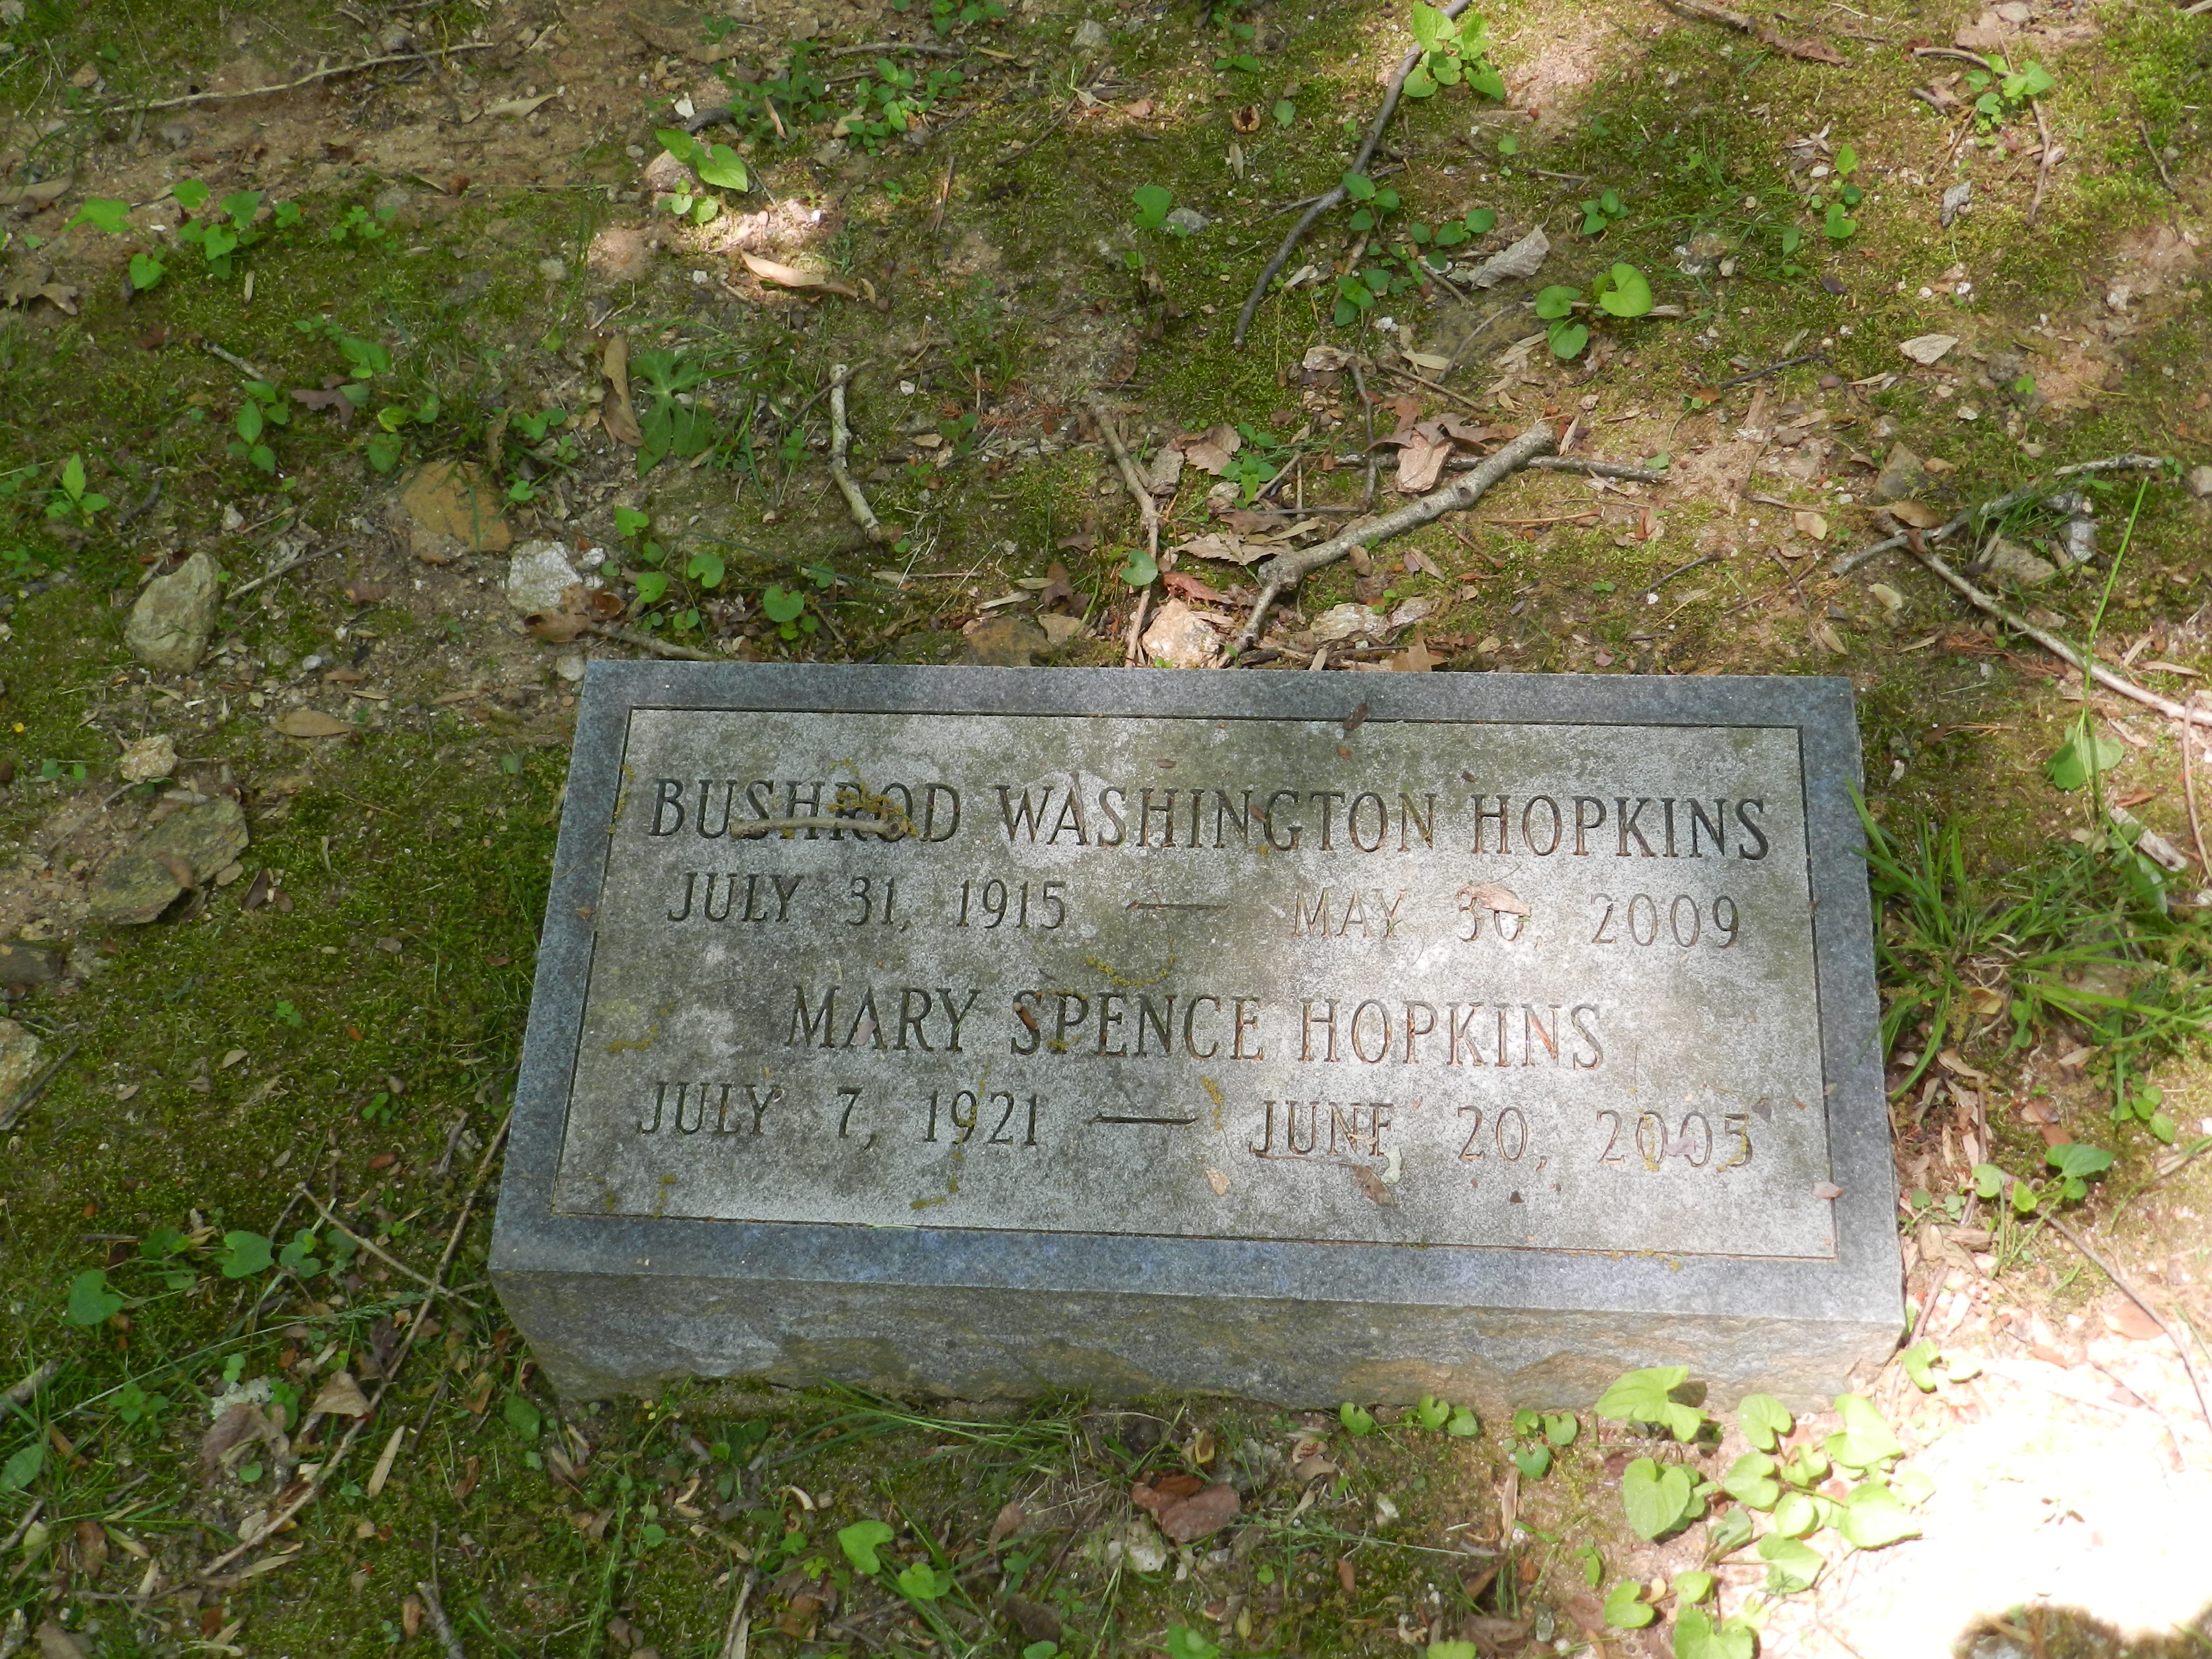 BUSHROD WASHINGTON HOPKINS
JULY 31, 1915 — MAY 30, 2009
MARY SPENCE HOPKINS
JULY 7, 1921 — JUNE 20, 2005